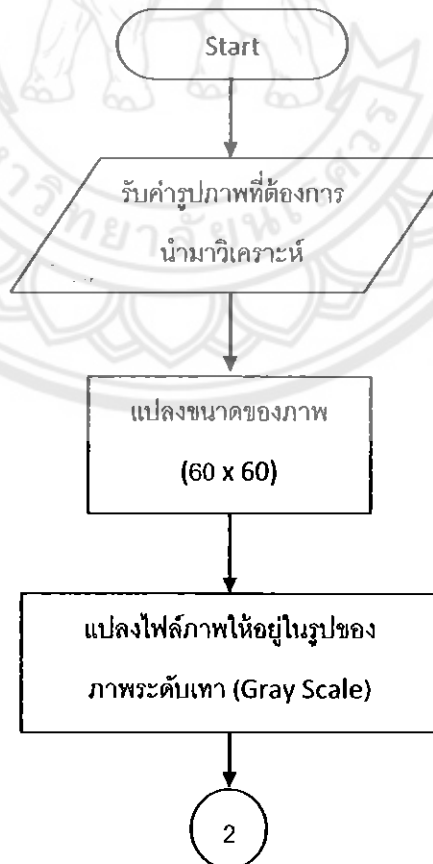 Start
รับค่ารูปภาพที่ต้องการ
นำมาวิเคราะห์
แปลงขนาดของภาพ
(60 x 60)
แปลงไฟล์ภาพให้อยู่ในรูปของ
ภาพระดับเทา (Gray Scale)
2